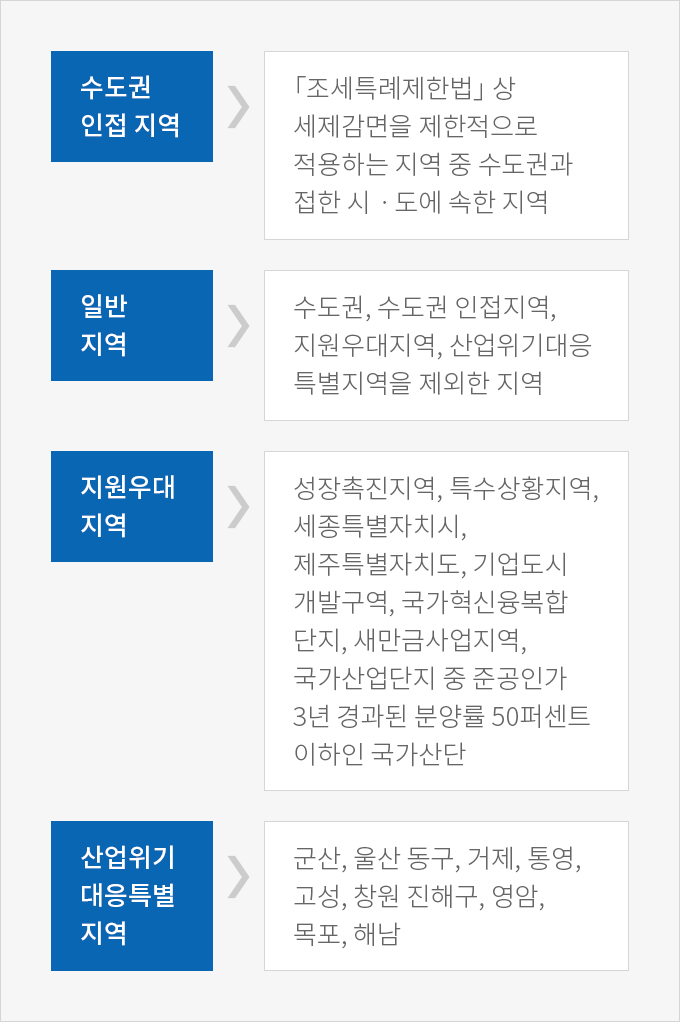 수도권
인접 지역
「조세특례제한법」 상
세제감면을 제한적으로
적용하는 지역 중 수도권과
접한 시 · 도에 속한 지역
일반
지역
수도권, 수도권 인접지역,
지원우대지역, 산업위기대응
특별지역을 제외한 지역
지원우대
지역
성장촉진지역, 특수상황지역,
세종특별자치시,
제주특별자치도, 기업도시
개발구역, 국가혁신융복합
단지, 새만금사업지역,
국가산업단지 중 준공인가
3년 경과된 분양률 50퍼센트
이하인 국가산단
산업위기
대응특별
지역
군산, 울산 동구, 거제, 통영,
고성, 창원 진해구, 영암,
목포, 해남